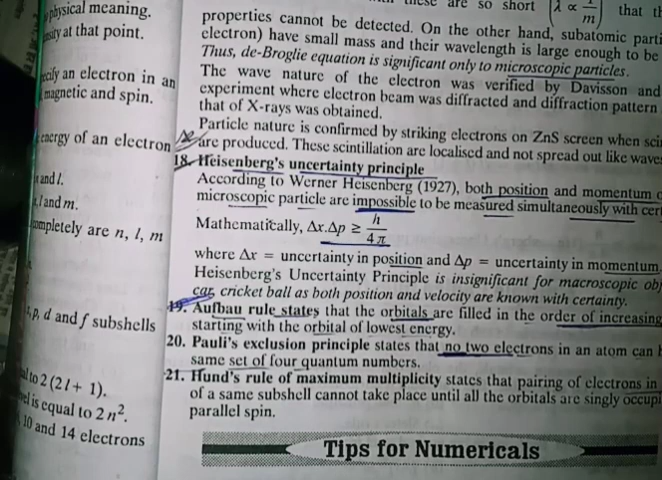 physical meaning.
at that point.
an electron in an
magnetic and spin.
energy of an electron
and l.
l and m.
completely are n, l, m
d and f subshells
to 2 (2l + 1).
is equal to 2n².
10 and 14 electrons
are so short λ ∝ 1/m that
properties cannot be detected. On the other hand, subatomic
electron) have small mass and their wavelength is large enough to be
Thus, de-Broglie equation is significant only to microscopic particles.
The wave nature of the electron was verified by Davisson and
experiment where electron beam was diffracted and diffraction pattern
that of X-rays was obtained.
Particle nature is confirmed by striking electrons on ZnS screen when
are produced. These scintillation are localised and not spread out like
18. Heisenberg's uncertainty principle
According to Werner Heisenberg (1927), both position and momentum
microscopic particle are impossible to be measured simultaneously with
Mathematically, Δx.Δp ≥ h/4π
where Δx = uncertainty in position and Δp = uncertainty in momentum
Heisenberg's Uncertainty Principle is insignificant for macroscopic
car, cricket ball as both position and velocity are known with certainty.
19. Aufbau rule states that the orbitals are filled in the order of increasing
starting with the orbital of lowest energy.
20. Pauli's exclusion principle states that no two electrons in an atom can
same set of four quantum numbers.
21. Hund's rule of maximum multiplicity states that pairing of electrons in
of a same subshell cannot take place until all the orbitals are singly
parallel spin.
Tips for Numericals